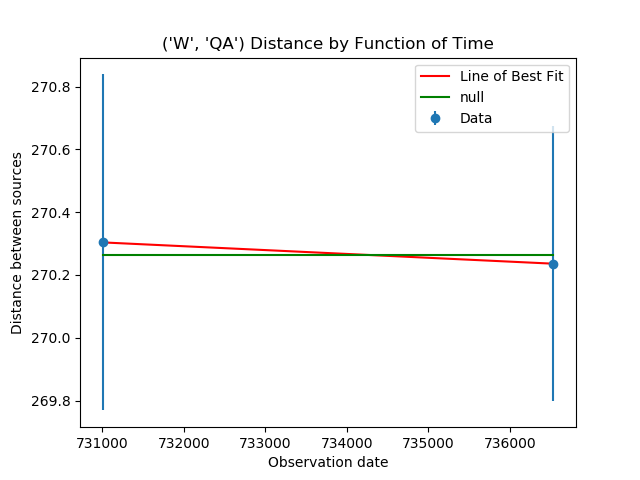 ('W', 'QA') Distance by Function of Time
Line of Best Fit
null
Data
Distance between sources
270.8
270.6
270.4
270.2
270.0
269.8
731000 732000 733000 734000 735000 736000
Observation date